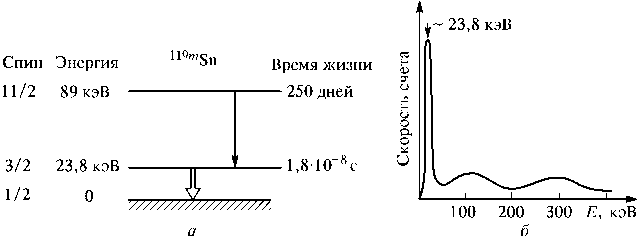 Спин Энергия 119mSn Время жизни
11/2 89 кэВ 250 дней
3/2 23,8 кэВ 1,8·10−8 с
1/2 0
а
Скорость счета
~ 23,8 кэВ
100 200 300 E, кэВ
б